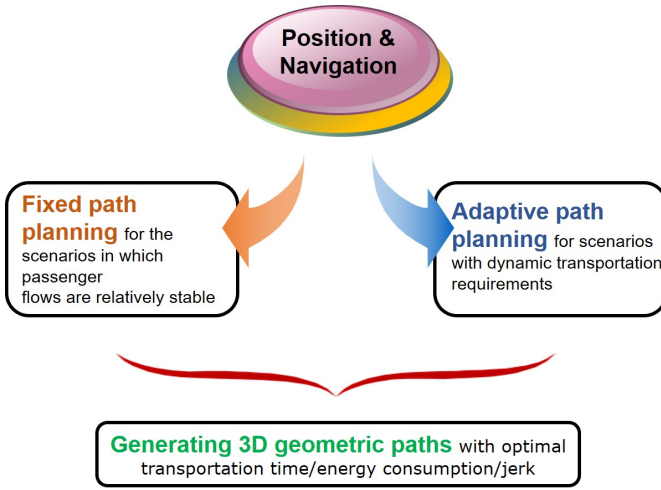 Position &
Navigation
Fixed path
planning for the
scenarios in which
passenger
flows are relatively stable
Adaptive path
planning for scenarios
with dynamic transportation
requirements
Generating 3D geometric paths with optimal
transportation time/energy consumption/jerk